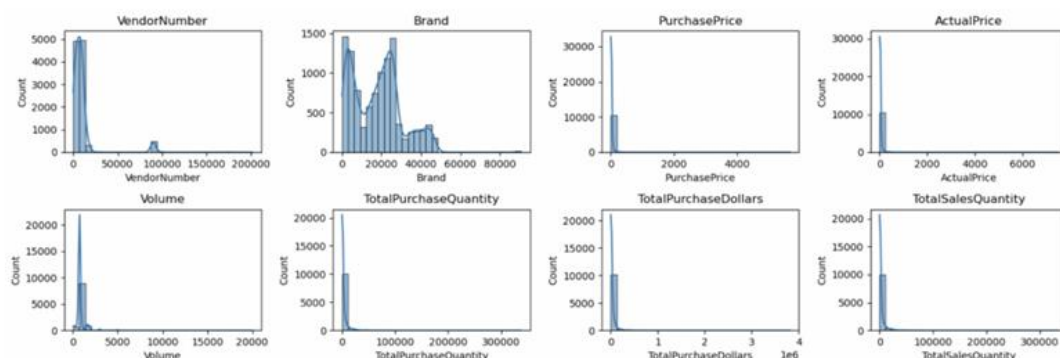 VendorNumber
Brand
PurchasePrice
ActualPrice
5000
4000
3000
2000
1000
0
Count
0 50000 100000 150000 200000
VendorNumber
1500
1000
500
0
Count
0 20000 40000 60000 80000
Brand
30000
20000
10000
0
Count
0 2000 4000
PurchasePrice
30000
20000
10000
0
Count
0 2000 4000 6000
ActualPrice
Volume
TotalPurchaseQuantity
TotalPurchaseDollars
TotalSalesQuantity
20000
15000
10000
5000
0
Count
0 5000 10000 15000 20000
Volume
20000
15000
10000
5000
0
Count
0 100000 200000 300000
TotalPurchaseQuantity
20000
15000
10000
5000
0
Count
0 1 2 3 4
1e6
TotalPurchaseDollars
20000
15000
10000
5000
0
Count
0 100000 200000 300000
TotalSalesQuantity